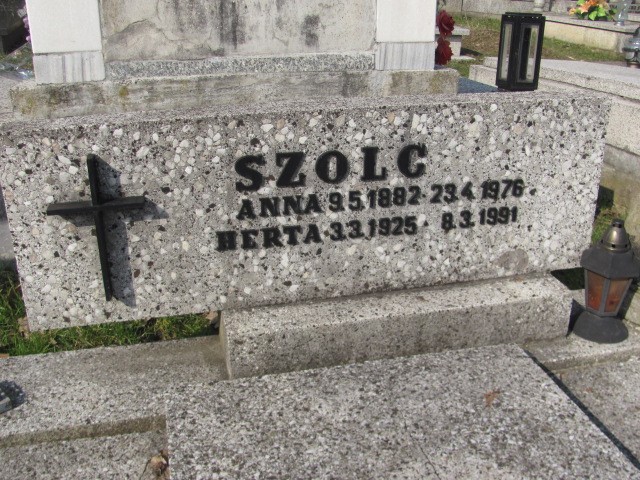 SZOLC
ANNA 9.5.1882 - 23.4.1976
HERTA - 3.3.1925 - 8.3.1991